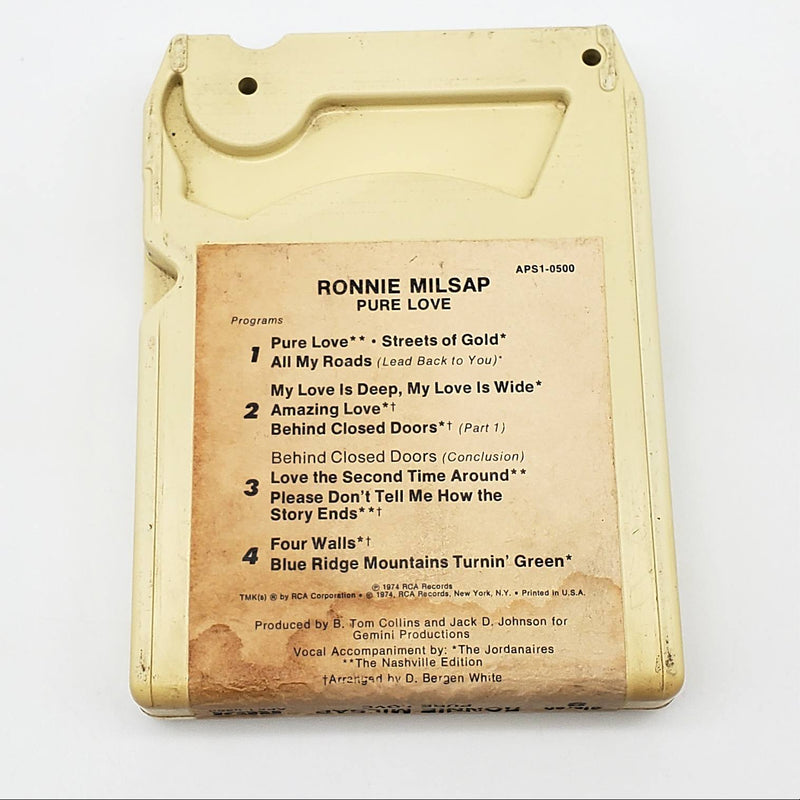 APS1-0500
RONNIE MILSAP
PURE LOVE
Programs
1 Pure Love** • Streets of Gold*
All My Roads (Lead Back to You)*
My Love Is Deep, My Love Is Wide*
2 Amazing Love*†
Behind Closed Doors*† (Part 1)
Behind Closed Doors (Conclusion)
3 Love the Second Time Around**
Please Don't Tell Me How the
Story Ends**†
4 Four Walls*†
Blue Ridge Mountains Turnin' Green*
℗ 1974 RCA Records
TMK(s) ® by RCA Corporation • © 1974, RCA Records, New York, N.Y. • Printed in U.S.A.
Produced by B. Tom Collins and Jack D. Johnson for
Gemini Productions
Vocal Accompaniment by: *The Jordanaires
**The Nashville Edition
†Arranged by D. Bergen White
RONNIE MILSAP
PURE LOVE